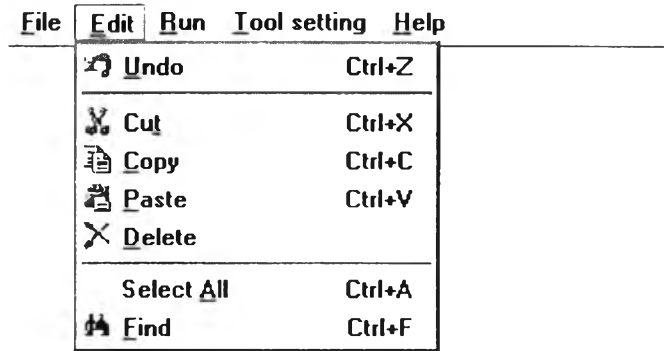 File Edit Run Tool setting Help
Undo Ctrl+Z
Cut Ctrl+X
Copy Ctrl+C
Paste Ctrl+V
Delete
Select All Ctrl+A
Find Ctrl+F